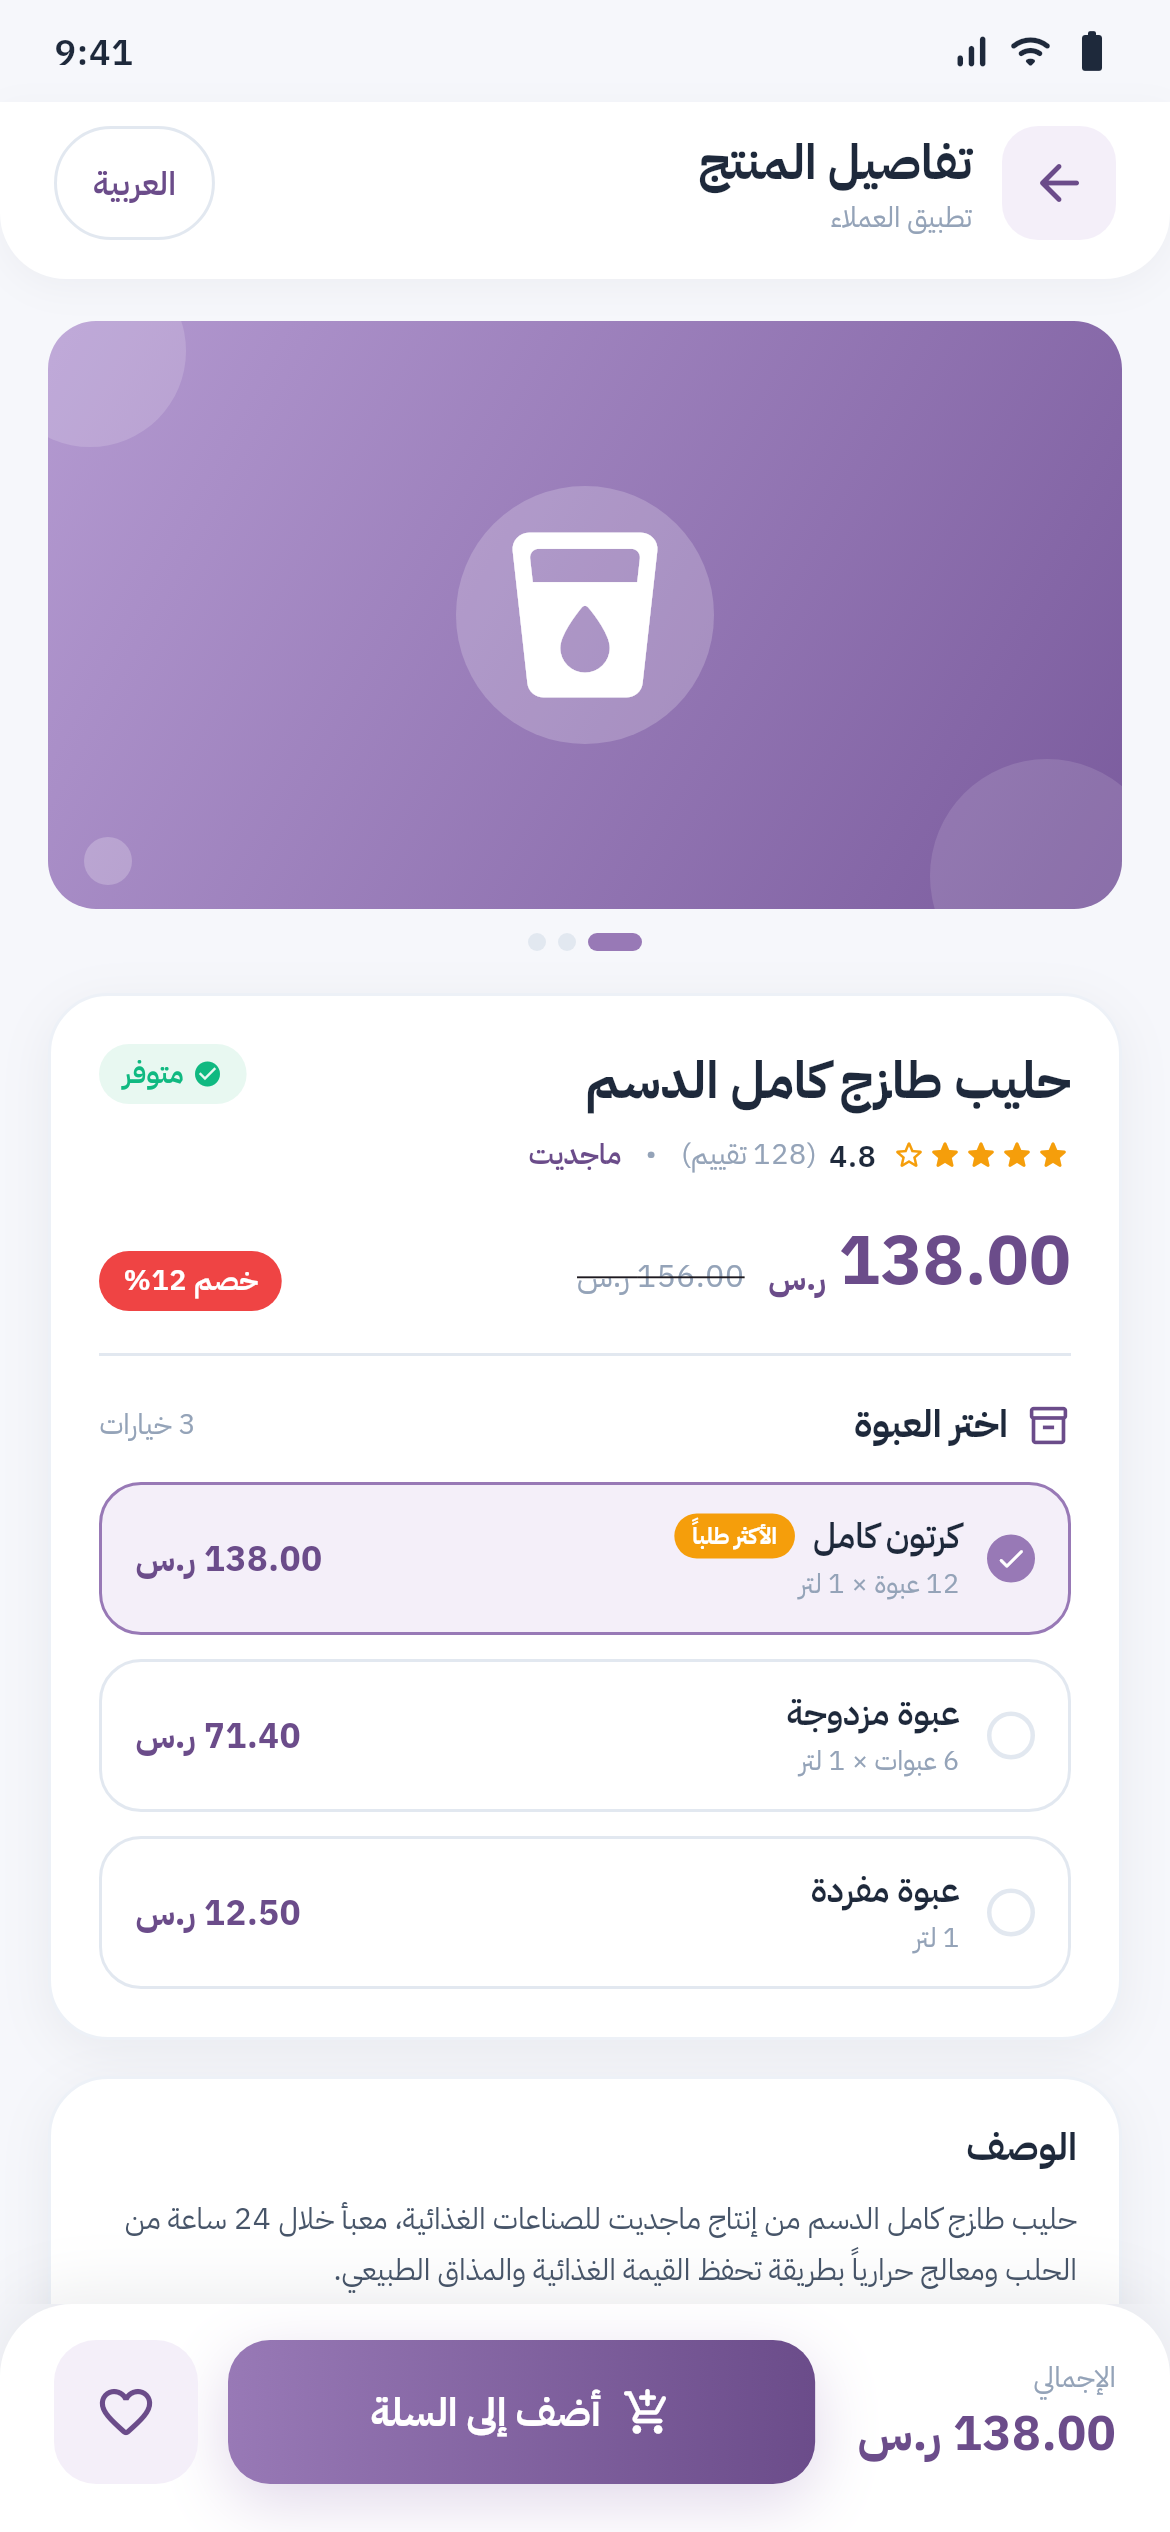 9:41
تفاصيل المنتج
العربية
تطبيق العملاء
حليب طازج كامل الدسم
متوفر
4.8 (128 تقييم) • ماجديت
138.00 ر.س 156.00 ر.س
خصم 12%
اختر العبوة
3 خيارات
كرتون كامل الأكثر طلباً
12 عبوة × 1 لتر
138.00 ر.س
عبوة مزدوجة
6 عبوات × 1 لتر
71.40 ر.س
عبوة مفردة
1 لتر
12.50 ر.س
الوصف
حليب طازج كامل الدسم من إنتاج ماجديت للصناعات الغذائية، معبأ خلال 24 ساعة من
الحلب ومعالج حرارياً بطريقة تحفظ القيمة الغذائية والمذاق الطبيعي.
الإجمالي
138.00 ر.س
أضف إلى السلة